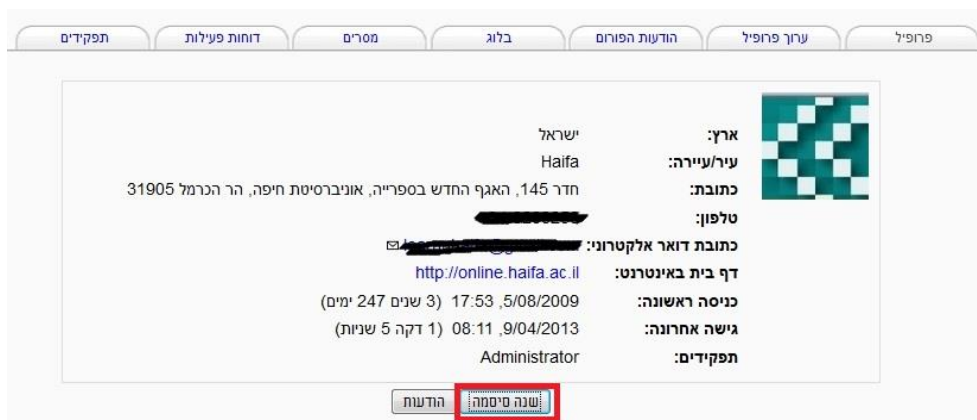 פרופיל ערוך פרופיל הודעות הפורום בלוג מסרים דוחות פעילות תפקידים
ארץ: ישראל
עיר/עיירה: Haifa
כתובת: חדר 145, האגף החדש בספרייה, אוניברסיטת חיפה, הר הכרמל 31905
טלפון:
כתובת דואר אלקטרוני:
דף בית באינטרנט: http://online.haifa.ac.il
כניסה ראשונה: 5/08/2009, 17:53 (3 שנים 247 ימים)
גישה אחרונה: 9/04/2013, 08:11 (1 דקה 5 שניות)
תפקידים: Administrator
שנה סיסמה הודעות